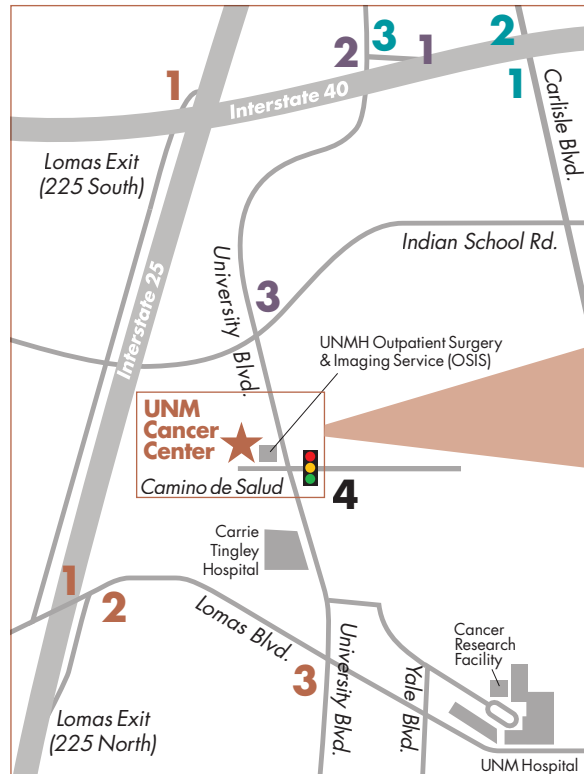 3
2
2
1
1
1
Interstate 40
Carlisle Blvd.
Lomas Exit
(225 South)
Indian School Rd.
University Blvd.
Interstate 25
3
UNMH Outpatient Surgery
& Imaging Service (OSIS)
UNM
Cancer
Center
Camino de Salud
4
Carrie
Tingley
Hospital
1
2
Lomas Blvd.
3
University Blvd.
Yale Blvd.
Cancer
Research
Facility
Lomas Exit
(225 North)
UNM Hospital